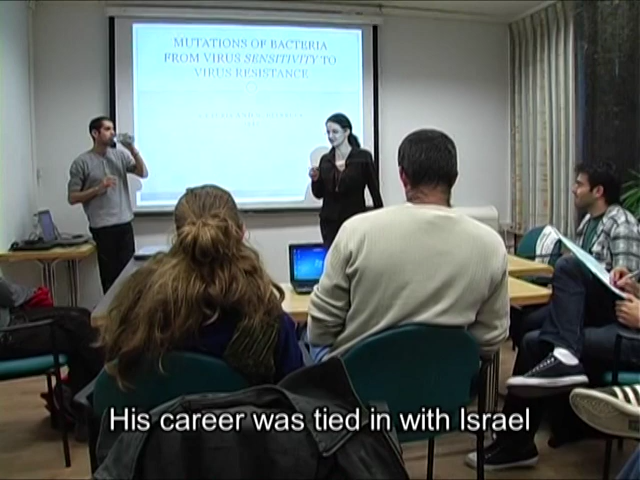 MUTATIONS OF BACTERIA
FROM VIRUS SENSITIVITY TO
VIRUS RESISTANCE
His career was tied in with Israel